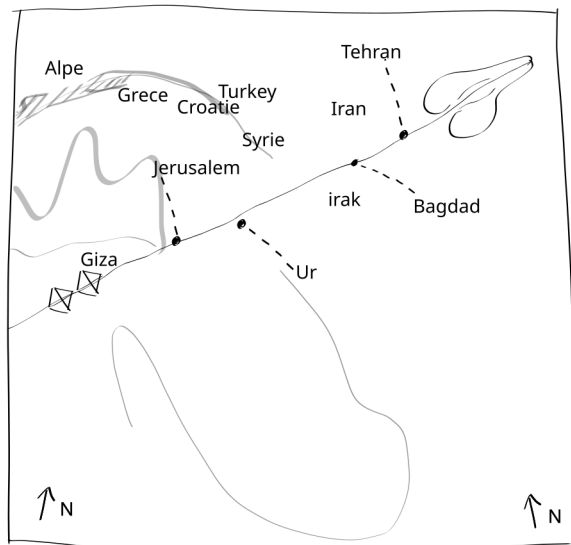 Tehran
Alpe
Turkey
Grece
Croatie
Iran
Syrie
Jerusalem
irak
Bagdad
Giza
Ur
N
N